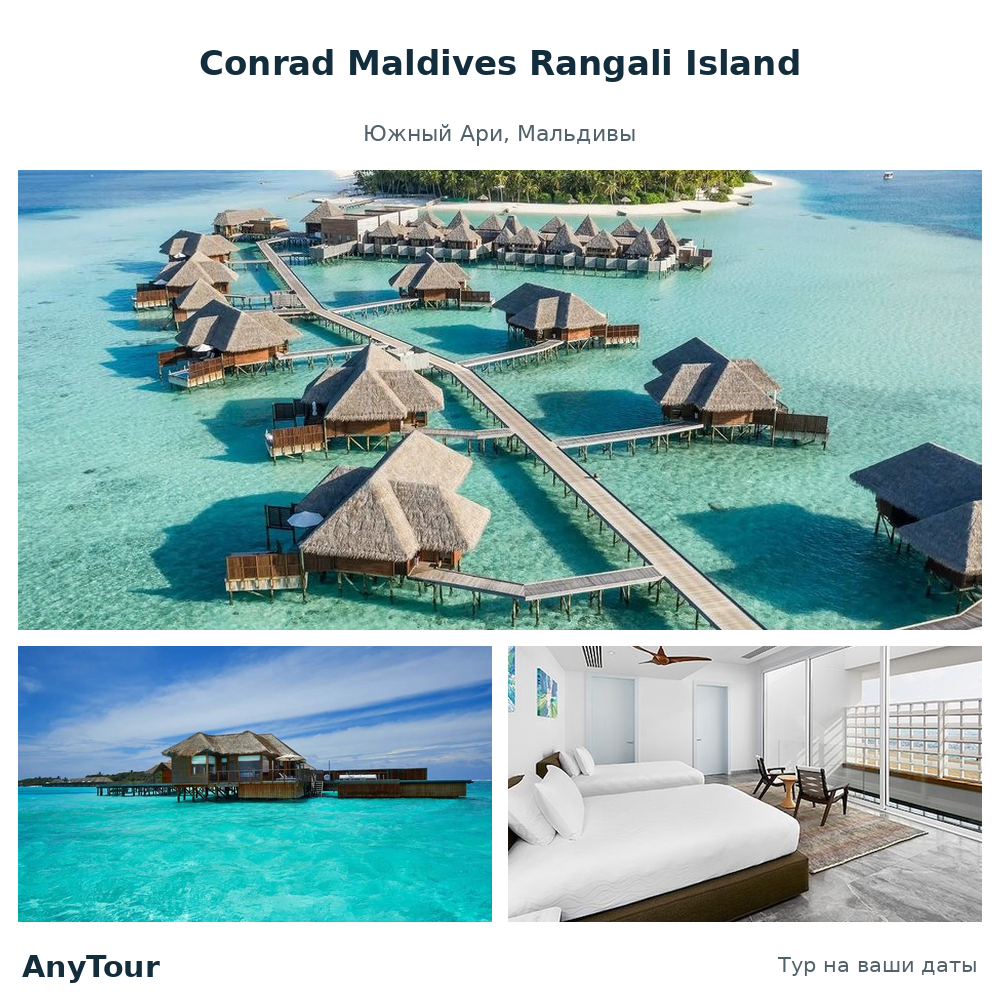 Conrad Maldives Rangali Island
Южный Ари, Мальдивы
AnyTour
Тур на ваши даты